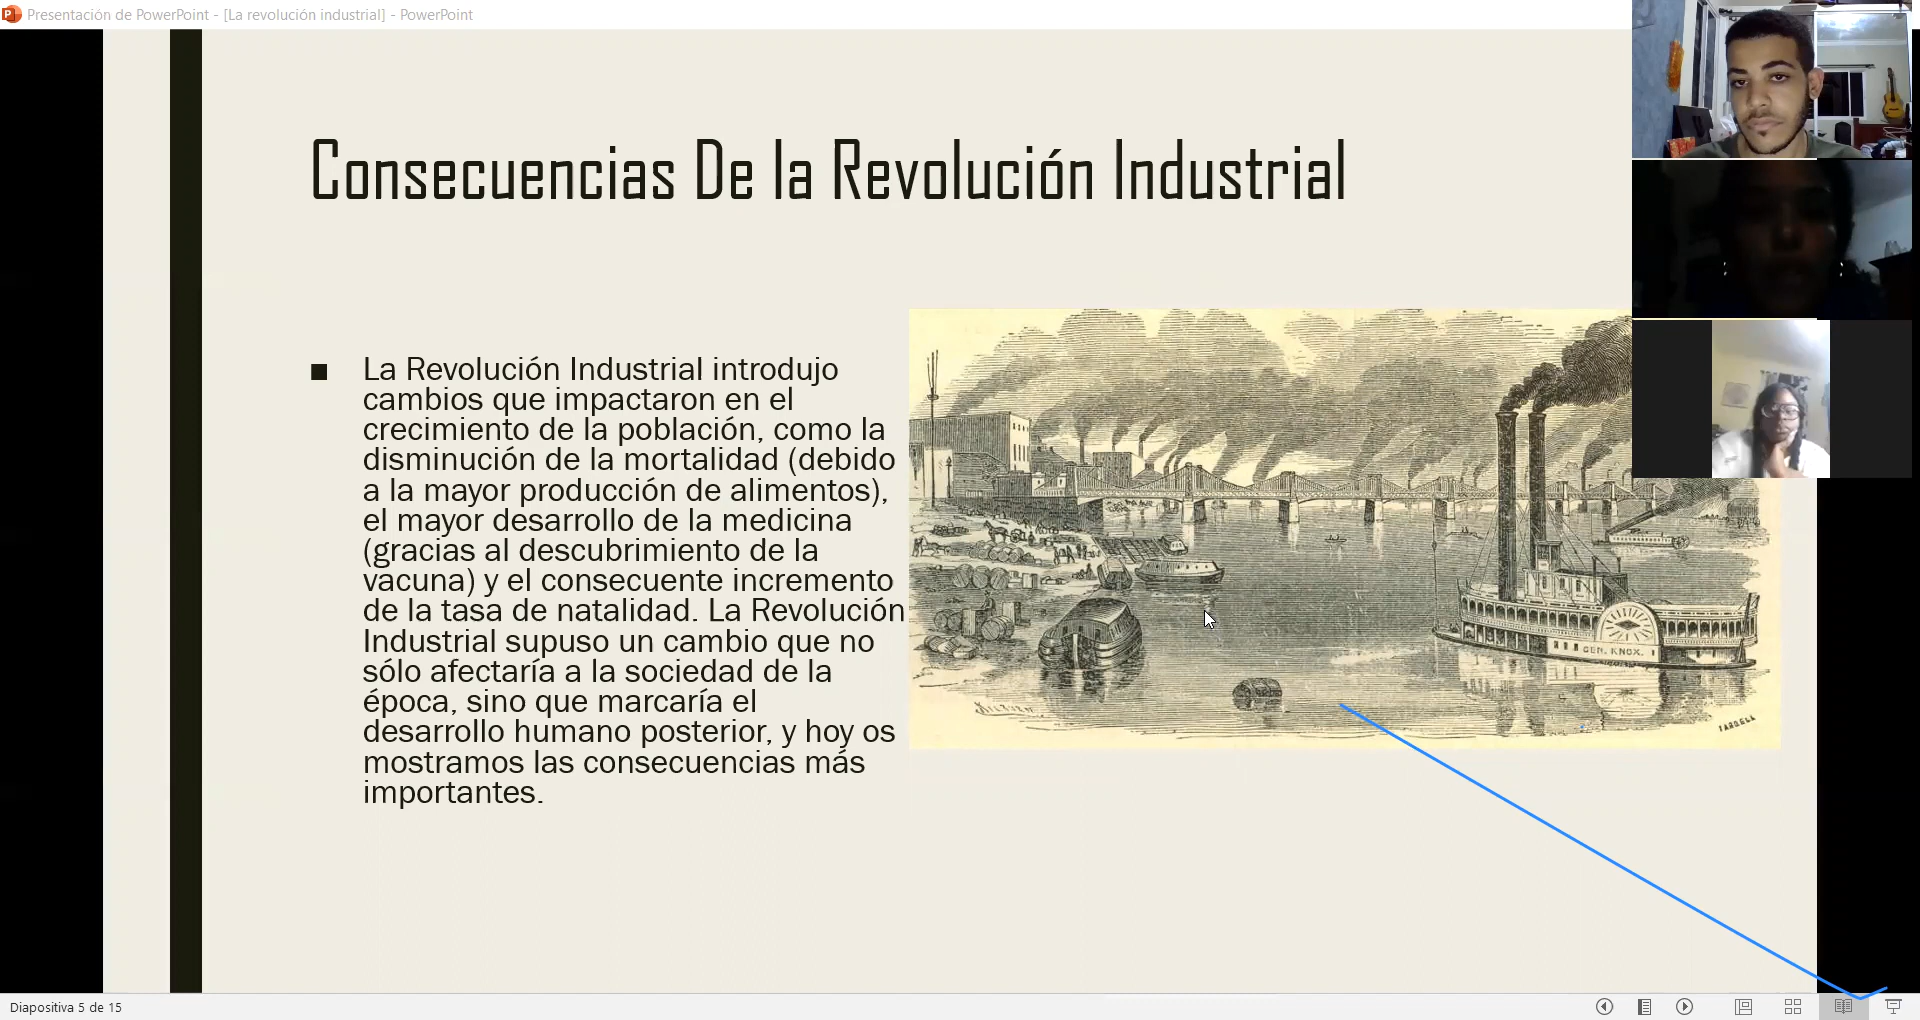 Presentación de PowerPoint - [La revolución industrial] - PowerPoint
Consecuencias De la Revolución Industrial
■ La Revolución Industrial introdujo
cambios que impactaron en el
crecimiento de la población, como la
disminución de la mortalidad (debido
a la mayor producción de alimentos),
el mayor desarrollo de la medicina
(gracias al descubrimiento de la
vacuna) y el consecuente incremento
de la tasa de natalidad. La Revolución
Industrial supuso un cambio que no
sólo afectaría a la sociedad de la
época, sino que marcaría el
desarrollo humano posterior, y hoy os
mostramos las consecuencias más
importantes.
GEN. KNOX.
Diapositiva 5 de 15